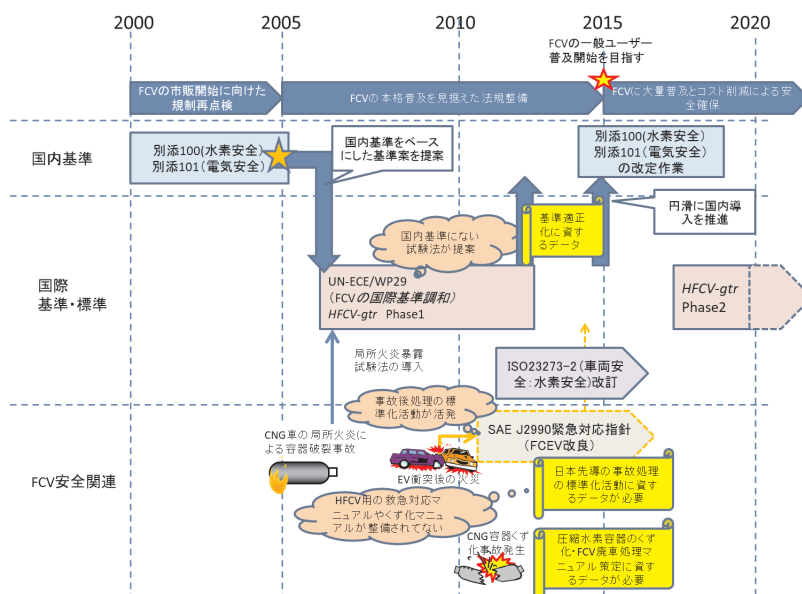 2000
2005
2010
2015
2020
FCVの一般ユーザー
普及開始を目指す
FCVの市販開始に向けた
規制再点検
FCVの本格普及を見据えた法規整備
FCVに大量普及とコスト削減による安
全確保
国内基準
別添100(水素安全)
別添101(電気安全)
国内基準をベース
にした基準案を提案
別添100(水素安全)
別添101(電気安全)
の改定作業
円滑に国内導
入を推進
国際
基準・標準
国内基準にない
試験法が提案
基準適正
化に資す
るデータ
UN-ECE/WP29
(FCVの国際基準調和)
HFCV-gtr Phase1
HFCV-gtr
Phase2
局所火炎暴露
試験法の導入
ISO23273-2(車両安
全:水素安全)改訂
FCV安全関連
事故後処理の標
準化活動が活発
CNG車の局所火炎に
よる容器破裂事故
SAE J2990緊急対応指針
(FCEV改良)
EV衝突後の火災
日本先導の事故処理
の標準化活動に資す
るデータが必要
HFCV用の救急対応マ
ニュアルやくず化マニュ
アルが整備されてない
CNG容器くず
化事故発生
圧縮水素容器のくず
化・FCV廃車処理マ
ニュアル策定に資す
るデータが必要